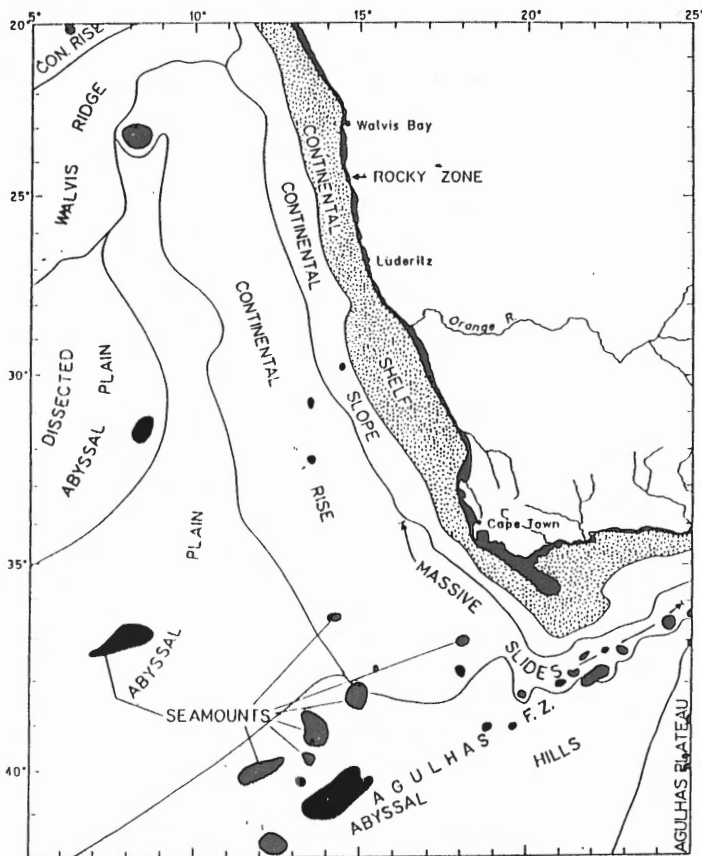 5° 10° 15° 20° 25°
20°
25°
30°
35°
40°
CON. RISE
WALVIS RIDGE
CONTINENTAL SHELF
CONTINENTAL SLOPE
CONTINENTAL RISE
Walvis Bay
ROCKY ZONE
Lüderitz
Orange R.
DISSECTED ABYSSAL PLAIN
ABYSSAL PLAIN
Cape Town
MASSIVE SLIDES
SEAMOUNTS
AGULHAS F. Z.
ABYSSAL HILLS
AGULHAS PLATEAU